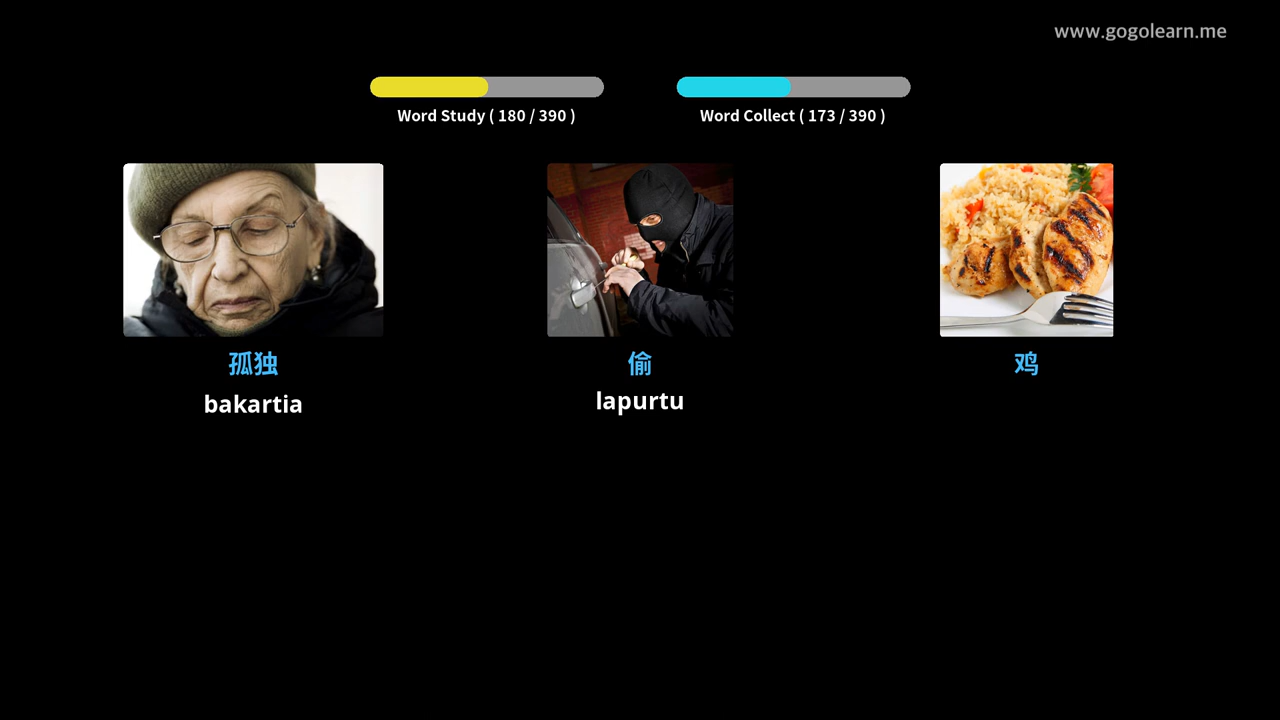 www.gogolearn.me
Word Study ( 180 / 390 )
Word Collect ( 173 / 390 )
孤独
bakartia
偷
lapurtu
鸡